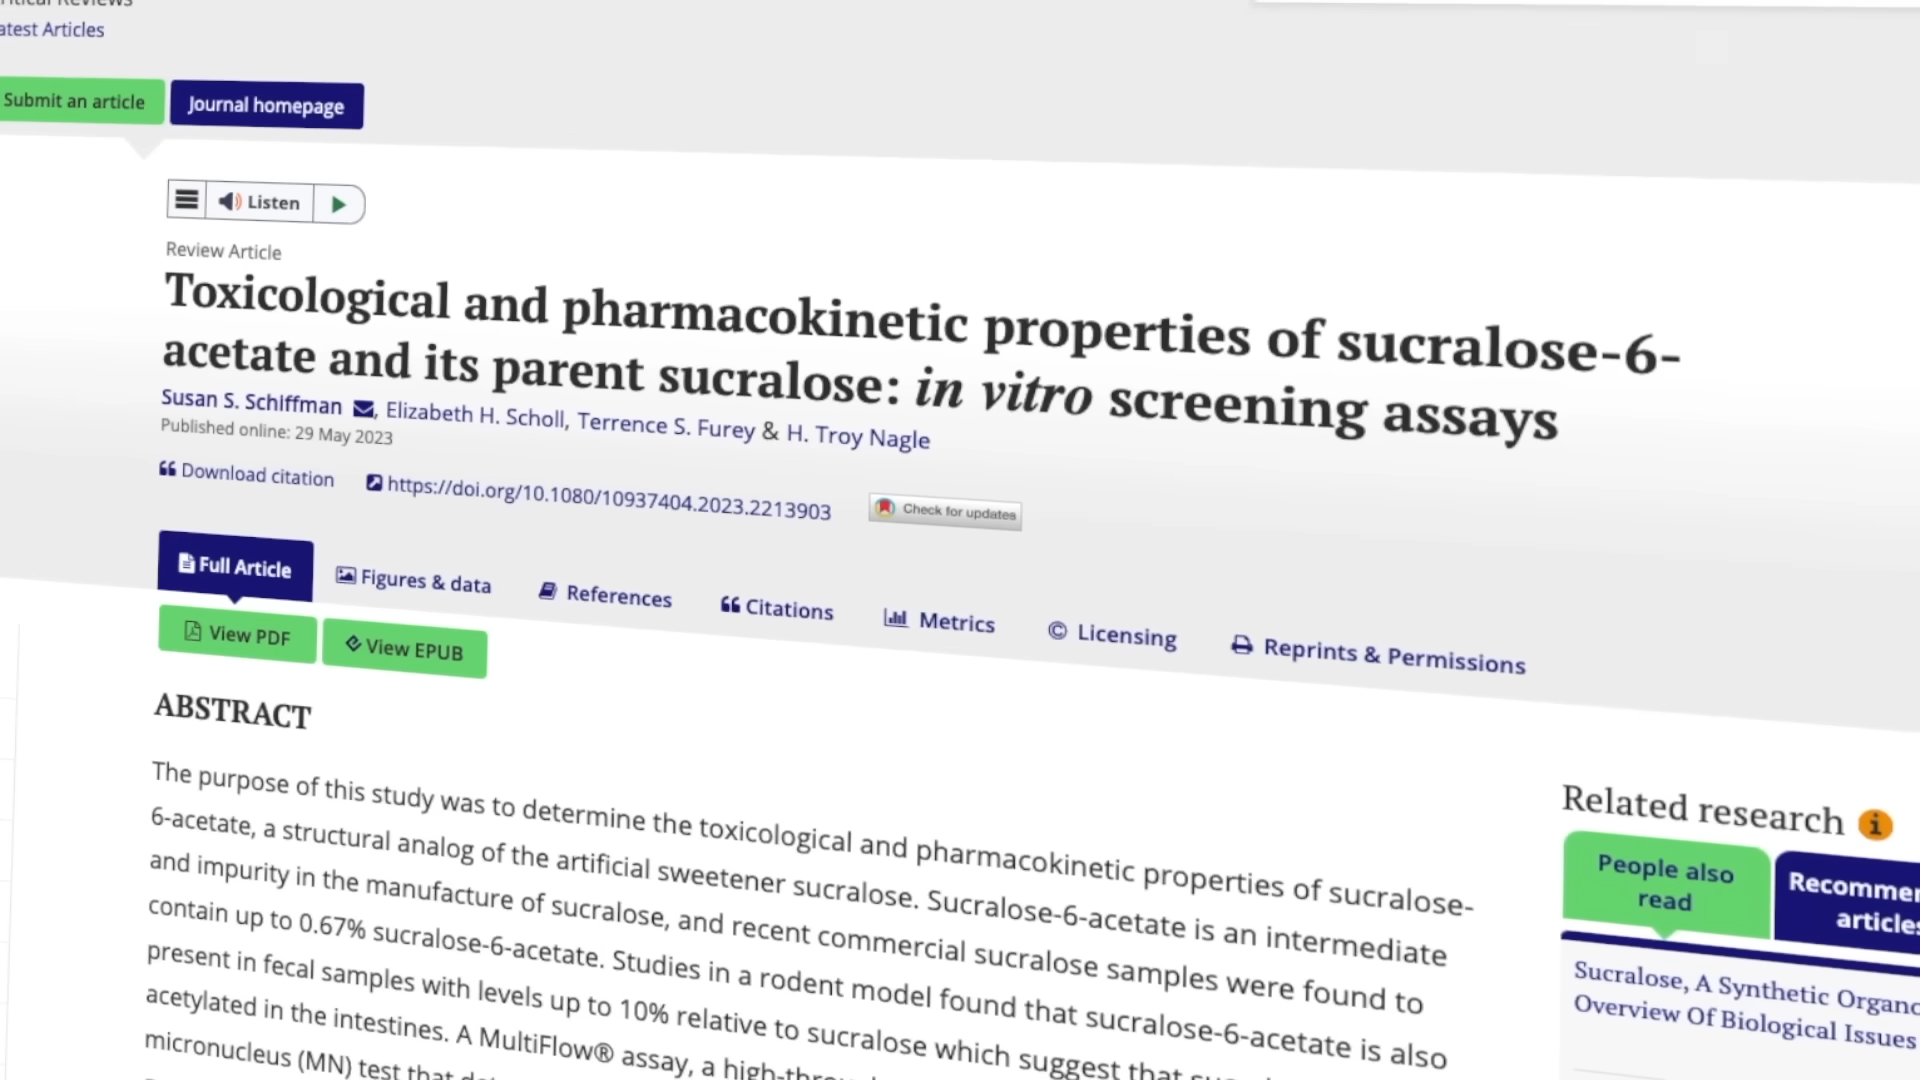 Critical Reviews
Latest Articles
Submit an article
Journal homepage
Listen
Review Article
Toxicological and pharmacokinetic properties of sucralose-6-
acetate and its parent sucralose: in vitro screening assays
Susan S. Schiffman, Elizabeth H. Scholl, Terrence S. Furey & H. Troy Nagle
Published online: 29 May 2023
Download citation
https://doi.org/10.1080/10937404.2023.2213903
Check for updates
Full Article
Figures & data
References
Citations
Metrics
Licensing
Reprints & Permissions
View PDF
View EPUB
ABSTRACT
The purpose of this study was to determine the toxicological and pharmacokinetic properties of sucralose-
6-acetate, a structural analog of the artificial sweetener sucralose. Sucralose-6-acetate is an intermediate
and impurity in the manufacture of sucralose, and recent commercial sucralose samples were found to
contain up to 0.67% sucralose-6-acetate. Studies in a rodent model found that sucralose-6-acetate is also
present in fecal samples with levels up to 10% relative to sucralose which suggest that
acetylated in the intestines. A MultiFlow® assay, a
micronucleus (MN) test that
Related research
People also
read
Recommen
articles
Sucralose, A Synthetic Organo
Overview Of Biological Issues